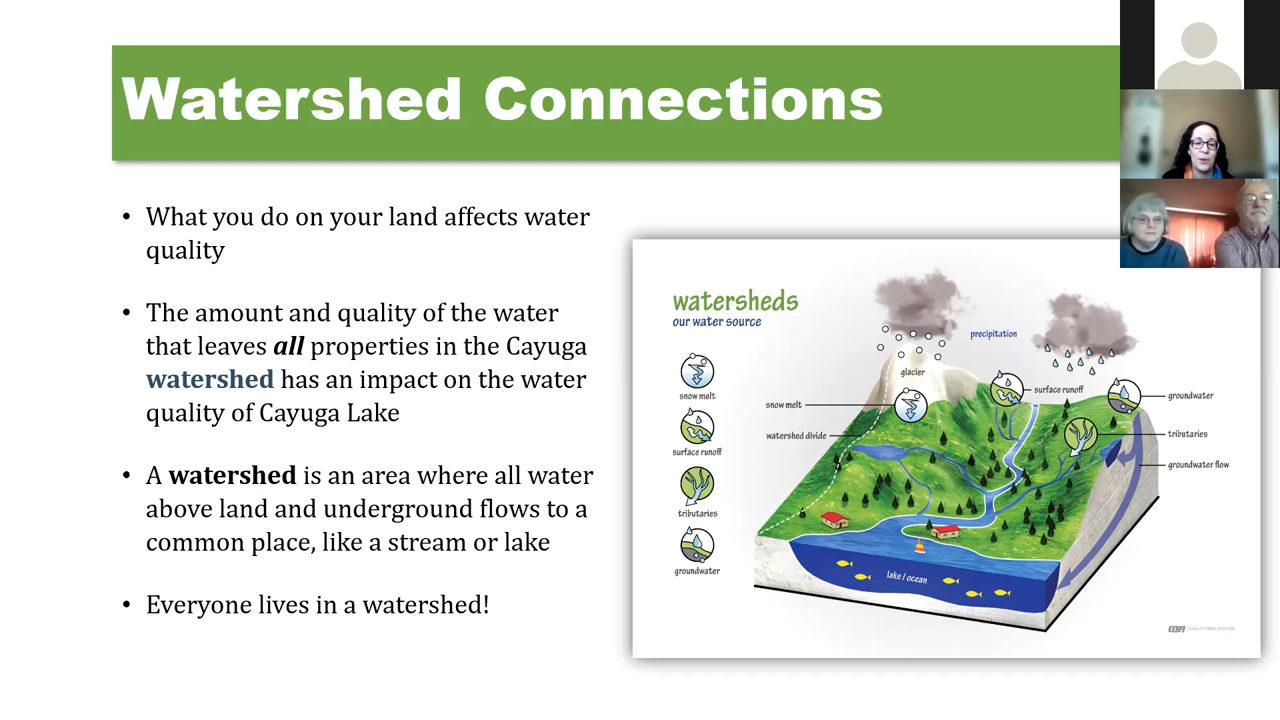 Watershed Connections
• What you do on your land affects water
quality
• The amount and quality of the water
that leaves all properties in the Cayuga
watershed has an impact on the water
quality of Cayuga Lake
• A watershed is an area where all water
above land and underground flows to a
common place, like a stream or lake
• Everyone lives in a watershed!
watersheds
our water source
snow melt
surface runoff
tributaries
groundwater
precipitation
glacier
snow melt
watershed divide
surface runoff
groundwater
tributaries
groundwater flow
lake / ocean